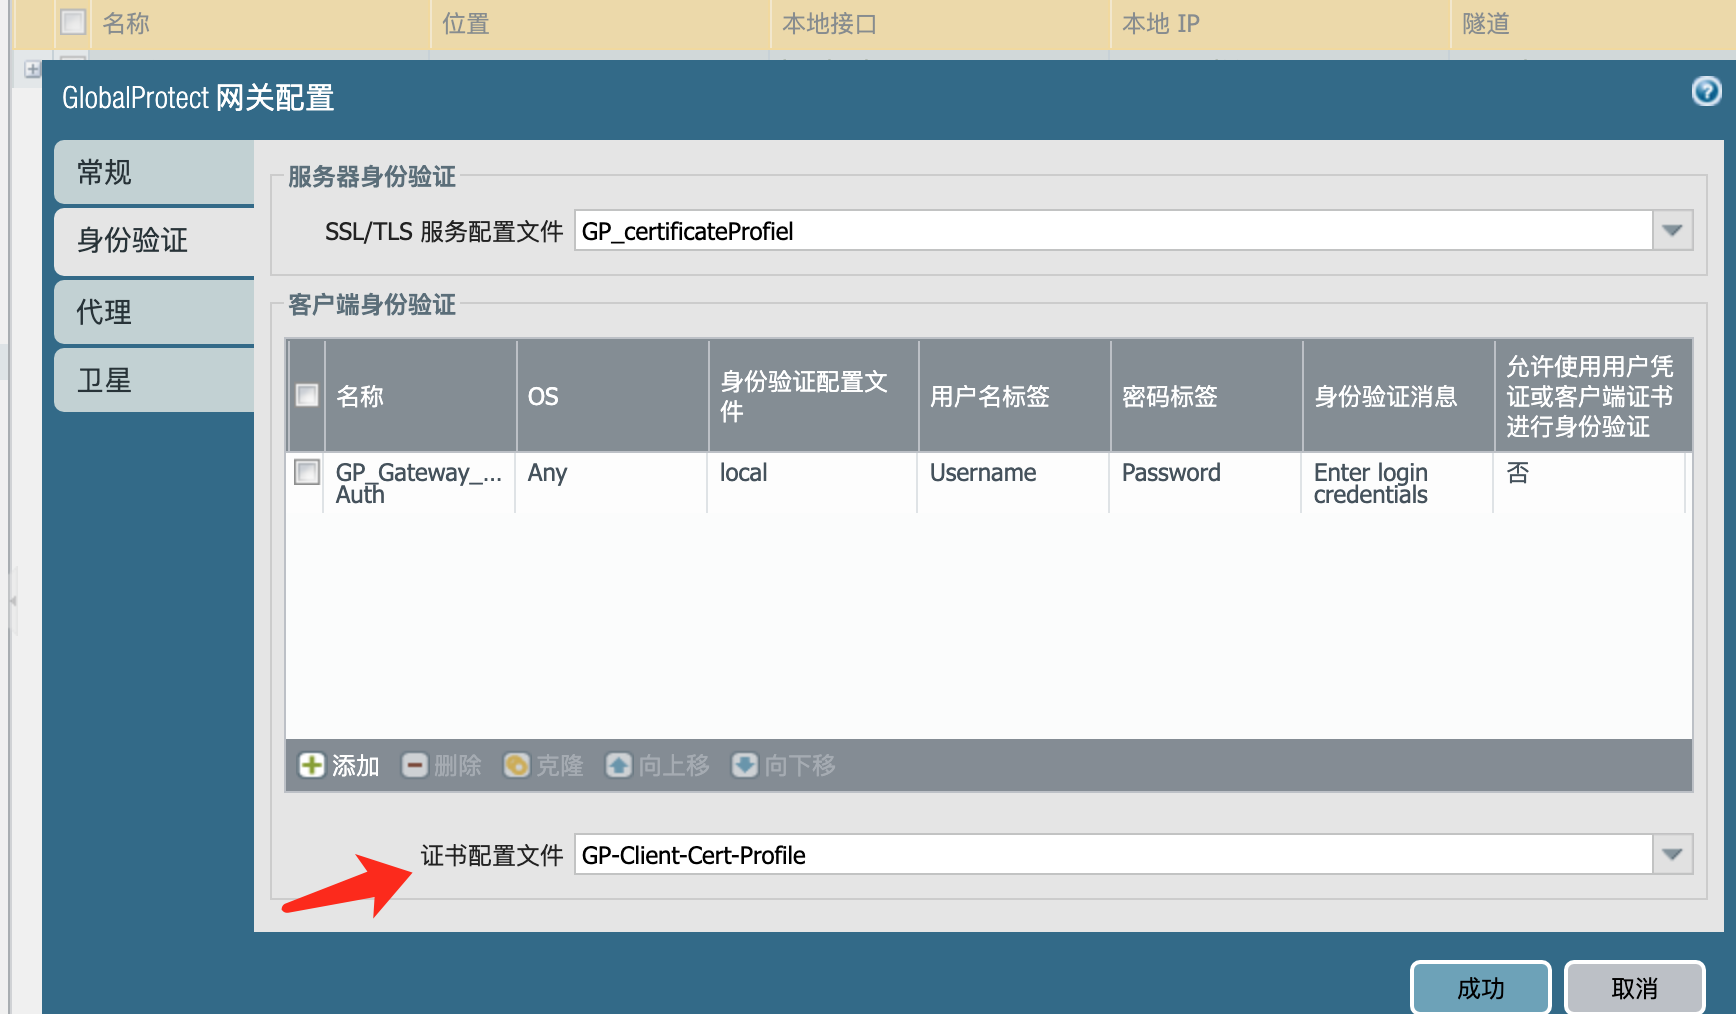 名称 位置 本地接口 本地 IP 隧道
GlobalProtect 网关配置
常规
身份验证
代理
卫星
服务器身份验证
SSL/TLS 服务配置文件 GP_certificateProfiel
客户端身份验证
名称 OS 身份验证配置文件 用户名标签 密码标签 身份验证消息 允许使用用户凭证或客户端证书进行身份验证
GP_Gateway_...Auth Any local Username Password Enter login credentials 否
添加 删除 克隆 向上移 向下移
证书配置文件 GP-Client-Cert-Profile
成功 取消